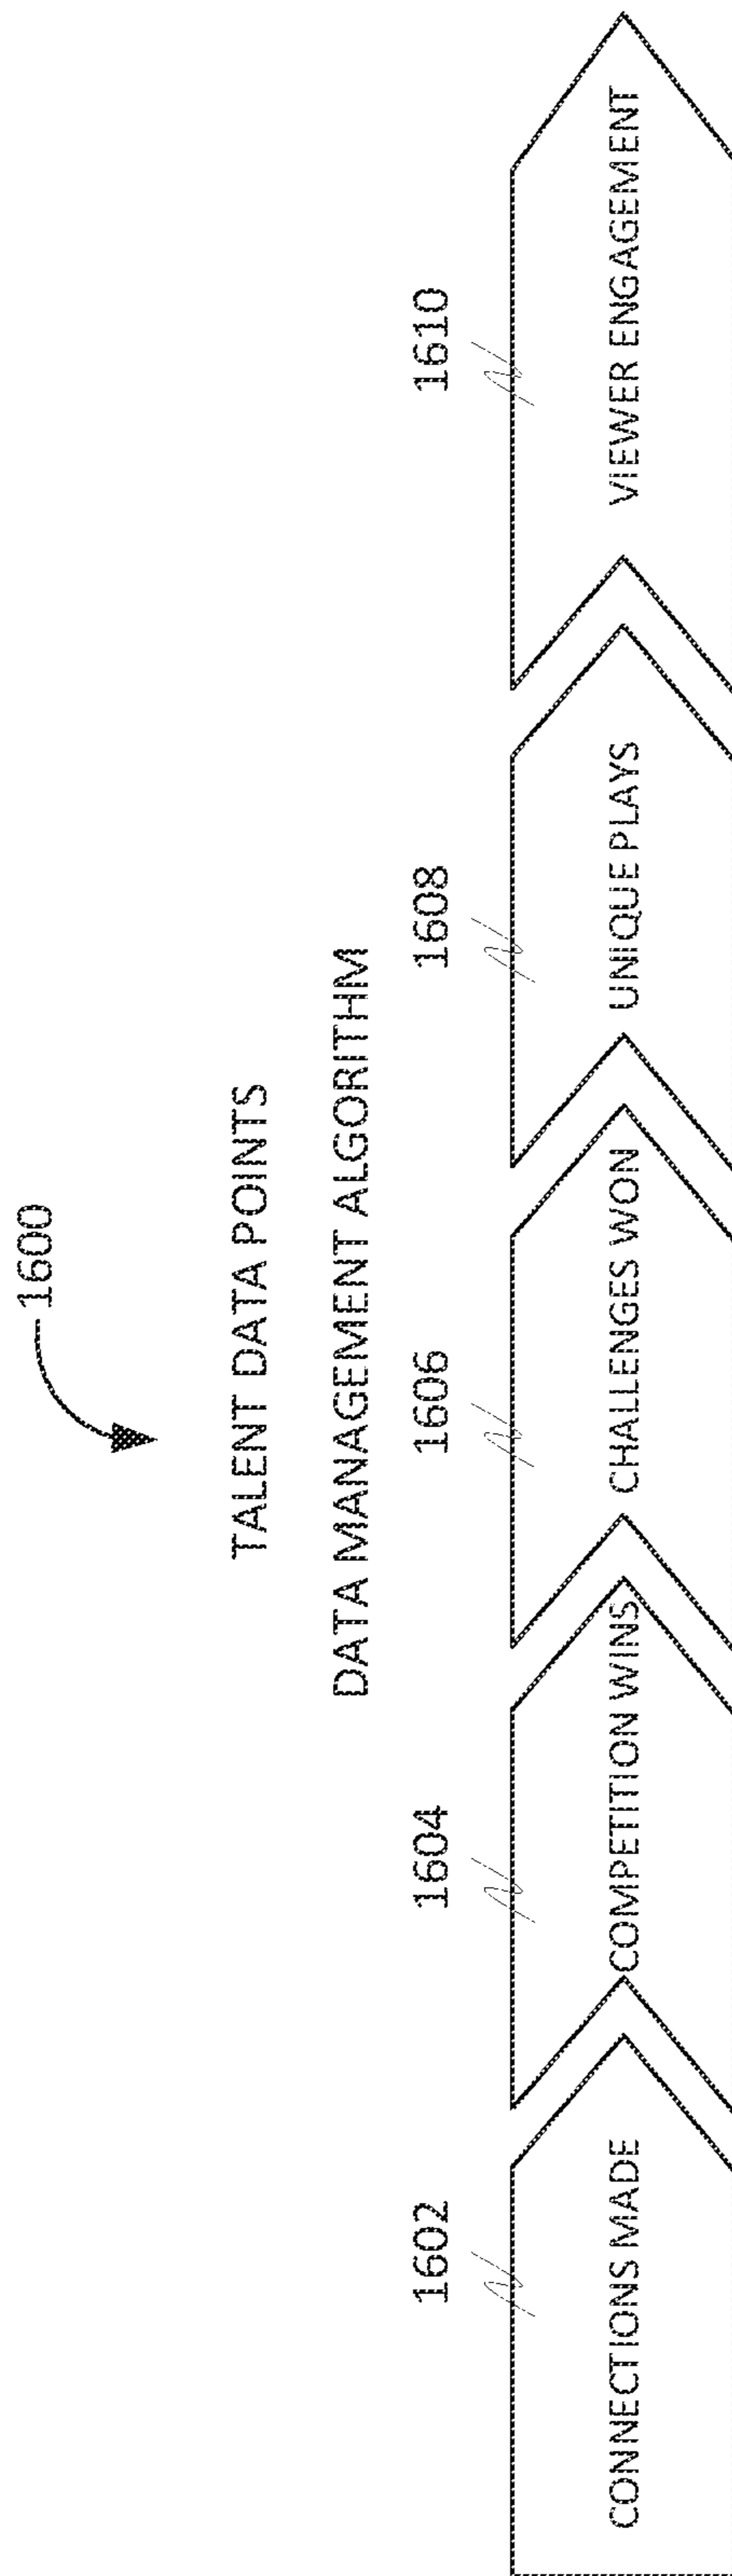 1600
TALENT DATA POINTS
DATA MANAGEMENT ALGORITHM
1602
1604
1606
1608
1610
CONNECTIONS MADE
COMPETITION WINS
CHALLENGES WON
UNIQUE PLAYS
VIEWER ENGAGEMENT